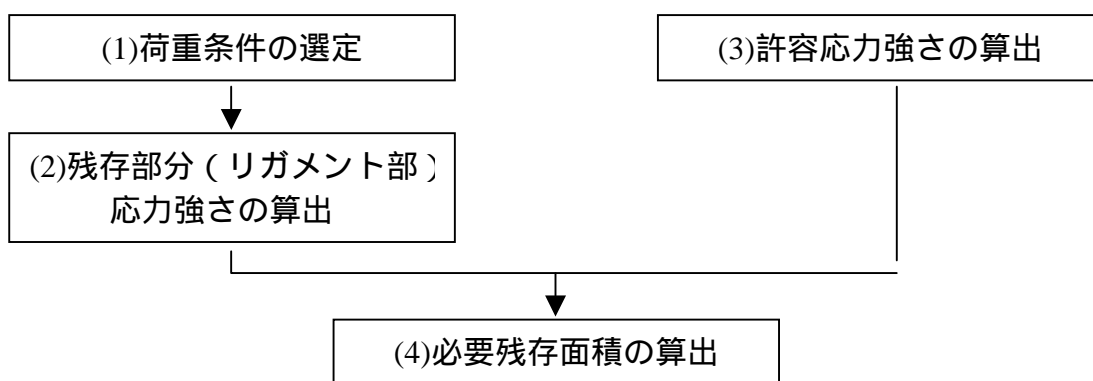 (1)荷重条件の選定
(3)許容応力強さの算出
(2)残存部分(リガメント部)
応力強さの算出
(4)必要残存面積の算出